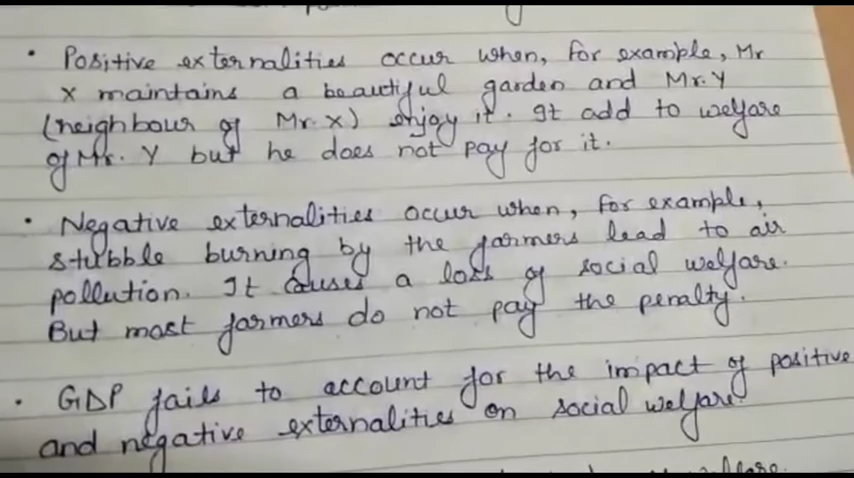 • Positive externalities occur when, for example, Mr
X maintains a beautiful garden and Mr. Y
(neighbour of Mr. X) enjoy it. It add to welfare
of Mr. Y but he does not pay for it.
• Negative externalities occur when, for example,
stubble burning by the farmers lead to air
pollution. It causes a loss of social welfare.
But most farmers do not pay the penalty.
• GDP fails to account for the impact of positive
and negative externalities on social welfare.